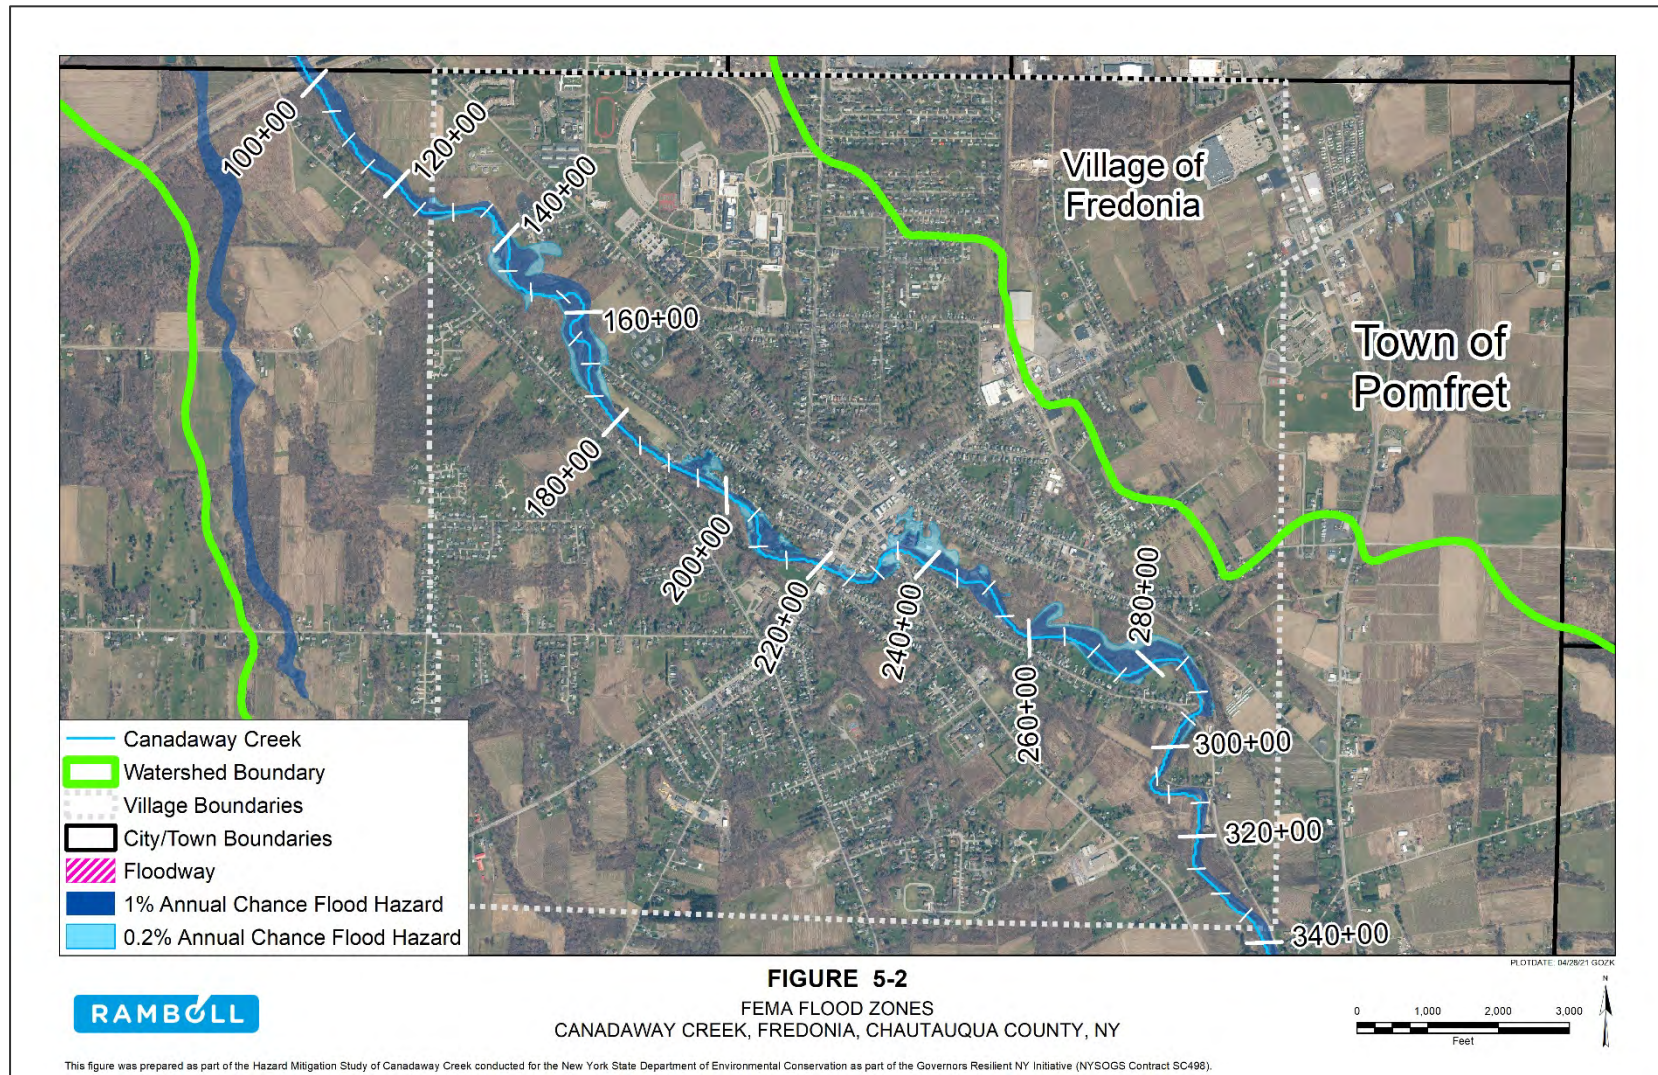 100+00
120+00
140+00
160+00
180+00
200+00
220+00
240+00
260+00
280+00
300+00
320+00
340+00
Village of
Fredonia
Town of
Pomfret
Canadaway Creek
Watershed Boundary
Village Boundaries
City/Town Boundaries
Floodway
1% Annual Chance Flood Hazard
0.2% Annual Chance Flood Hazard
PLOTDATE: 04/28/21 GOZK
RAMBOLL
FIGURE 5-2
FEMA FLOOD ZONES
CANADAWAY CREEK, FREDONIA, CHAUTAUQUA COUNTY, NY
N
0 1,000 2,000 3,000
Feet
This figure was prepared as part of the Hazard Mitigation Study of Canadaway Creek conducted for the New York State Department of Environmental Conservation as part of the Governors Resilient NY Initiative (NYSOGS Contract SC498).